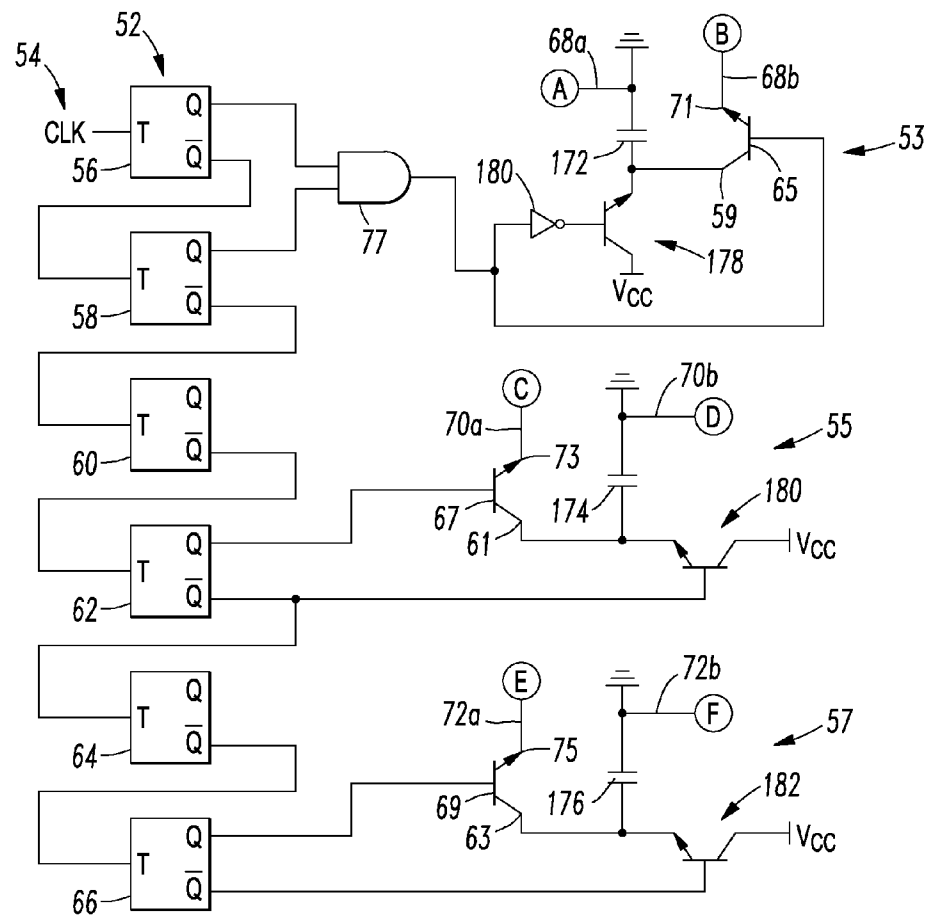 52
54
CLK
T
Q
Q̅
56
68a
A
B
68b
71
172
53
65
59
180
77
178
VCC
T
Q
Q̅
58
T
Q
Q̅
60
C
70a
73
67
61
70b
D
174
55
180
VCC
T
Q
Q̅
62
T
Q
Q̅
64
E
72a
75
69
63
72b
F
176
57
182
VCC
T
Q
Q̅
66